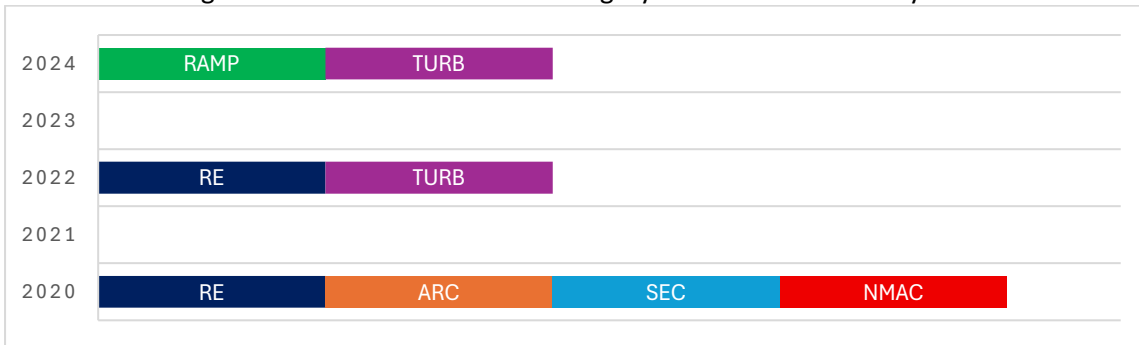 2024 RAMP TURB
2023
2022 RE TURB
2021
2020 RE ARC SEC NMAC